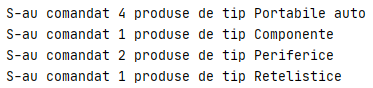 S-au comandat 4 produse de tip Portabile auto
S-au comandat 1 produse de tip Componente
S-au comandat 2 produse de tip Periferice
S-au comandat 1 produse de tip Retelistice